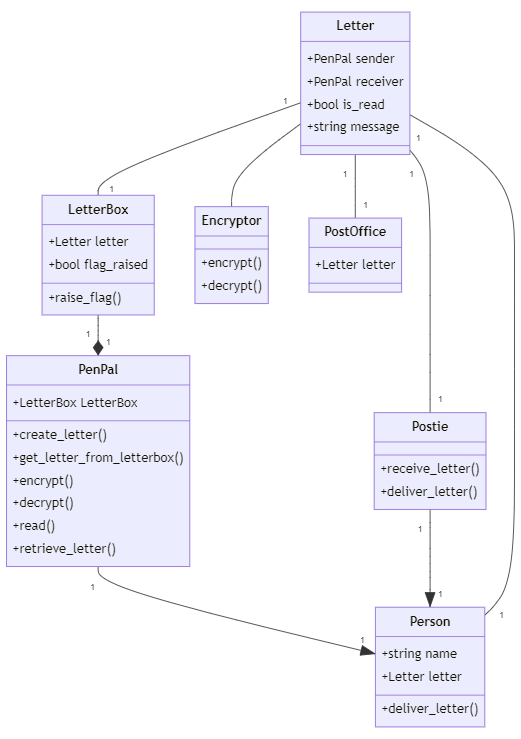 Letter
+PenPal sender
+PenPal receiver
+bool is_read
+string message
1
1
1
1
1
1
LetterBox
+Letter letter
+bool flag_raised
+raise_flag()
Encryptor
+encrypt()
+decrypt()
PostOffice
+Letter letter
1
1
PenPal
+LetterBox LetterBox
+create_letter()
+get_letter_from_letterbox()
+encrypt()
+decrypt()
+read()
+retrieve_letter()
1
Postie
+receive_letter()
+deliver_letter()
1
1
1
1
1
Person
+string name
+Letter letter
+deliver_letter()